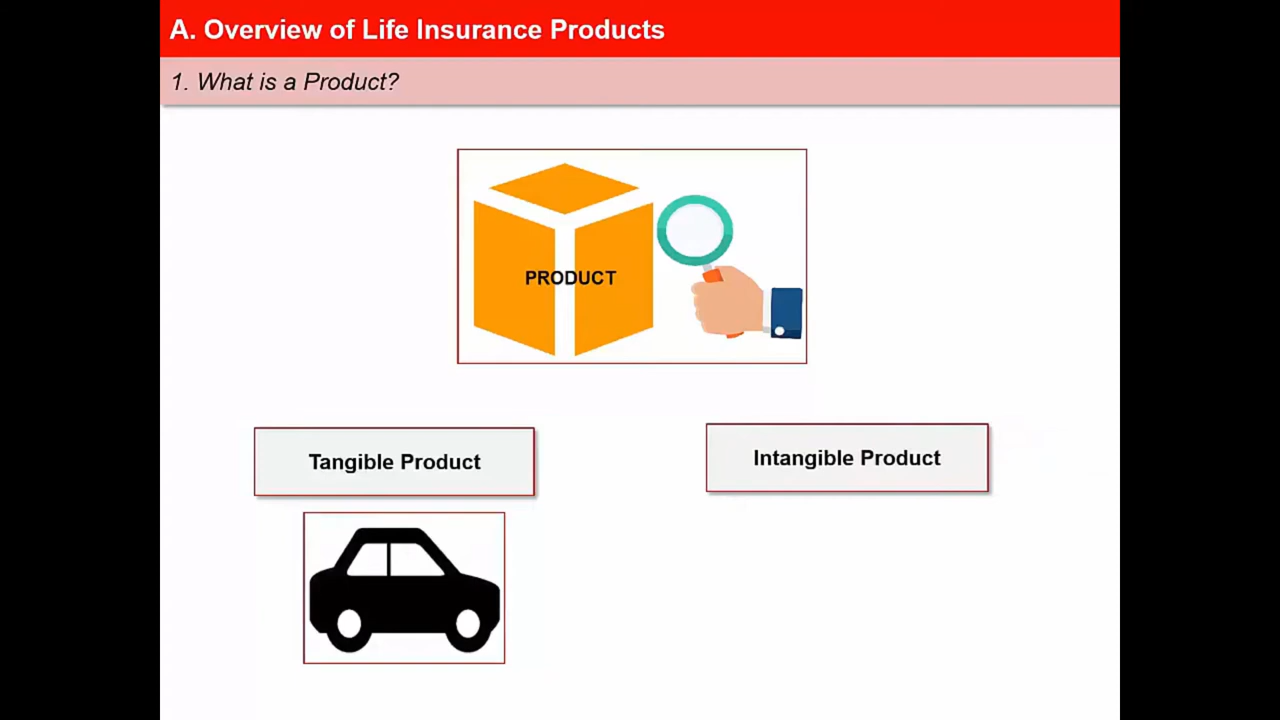 A. Overview of Life Insurance Products
1. What is a Product?
PRODUCT
Tangible Product
Intangible Product